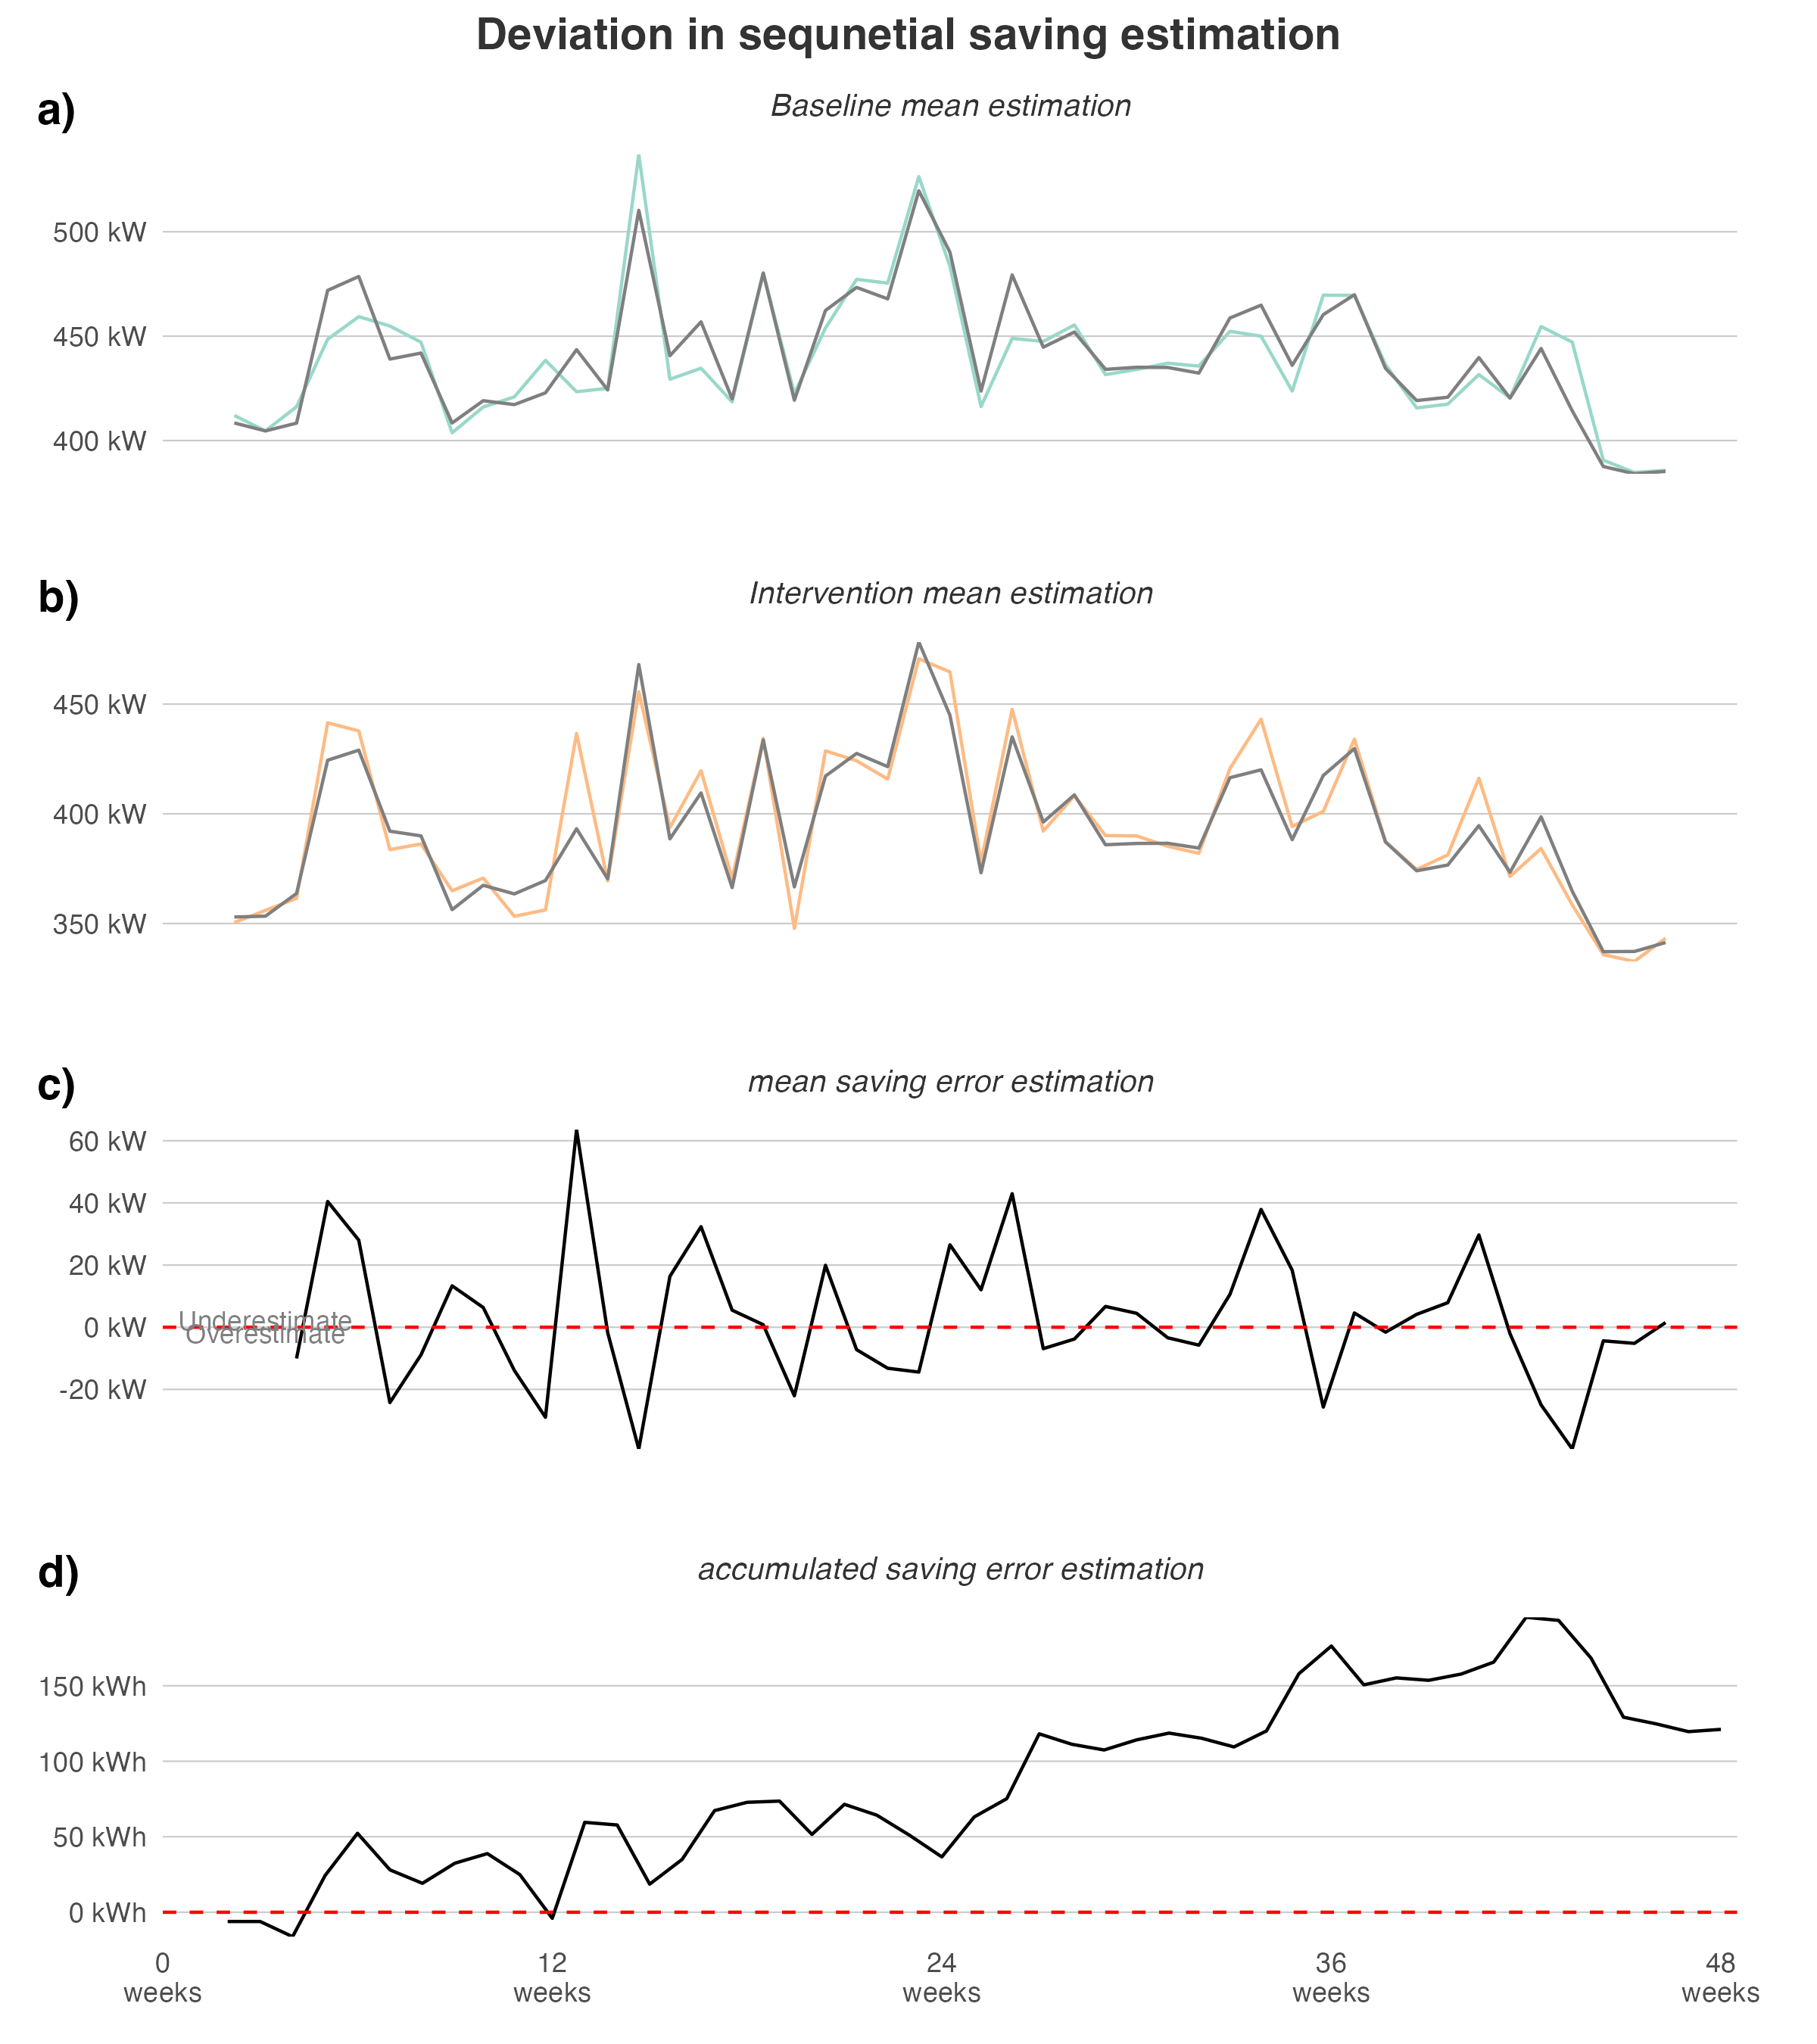 Deviation in sequnetial saving estimation
a)
Baseline mean estimation
500 kW
450 kW
400 kW
b)
Intervention mean estimation
450 kW
400 kW
350 kW
c)
mean saving error estimation
60 kW
40 kW
20 kW
Underestimate
0 kW
Overestimate
-20 kW
d)
accumulated saving error estimation
150 kWh
100 kWh
50 kWh
0 kWh
0 12 24 36 48
weeks weeks weeks weeks weeks